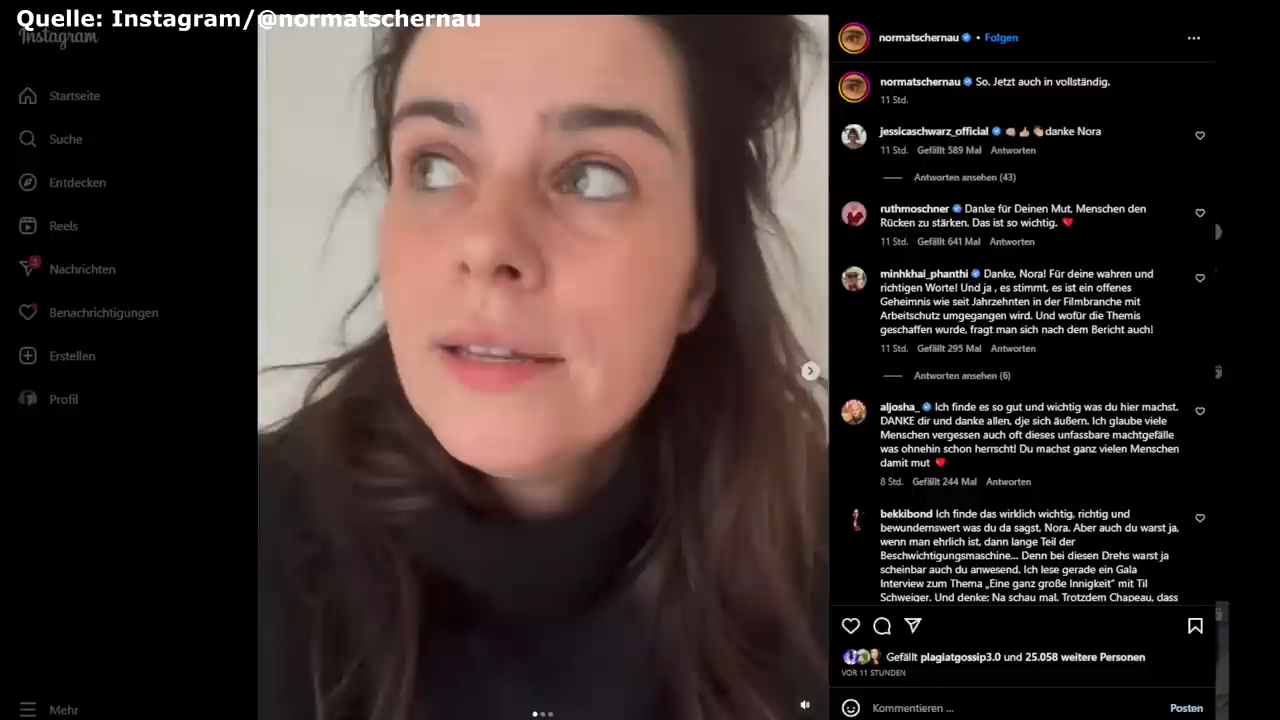 Quelle: Instagram/@normatschernau
Instagram
Startseite
Suche
Entdecken
Reels
3
Nachrichten
Benachrichtigungen
Erstellen
Profil
Mehr
normatschernau • Folgen
normatschernau So. Jetzt auch in vollständig.
11 Std.
jessicaschwarz_official danke Nora
11 Std. Gefällt 589 Mal Antworten
Antworten ansehen (43)
ruthmoschner Danke für Deinen Mut, Menschen den
Rücken zu stärken. Das ist so wichtig.
11 Std. Gefällt 641 Mal Antworten
minhkhai_phanthi Danke, Nora! Für deine wahren und
richtigen Worte! Und ja , es stimmt, es ist ein offenes
Geheimnis wie seit Jahrzehnten in der Filmbranche mit
Arbeitschutz umgegangen wird. Und wofür die Themis
geschaffen wurde, fragt man sich nach dem Bericht auch!
11 Std. Gefällt 295 Mal Antworten
Antworten ansehen (6)
aljosha_ Ich finde es so gut und wichtig was du hier machst.
DANKE dir und danke allen, dje sich äußern. Ich glaube viele
Menschen vergessen auch oft dieses unfassbare machtgefälle
was ohnehin schon herrscht! Du machst ganz vielen Menschen
damit mut
8 Std. Gefällt 244 Mal Antworten
bekkibond Ich finde das wirklich wichtig, richtig und
bewundernswert was du da sagst, Nora. Aber auch du warst ja,
wenn man ehrlich ist, dann lange Teil der
Beschwichtigungsmaschine... Denn bei diesen Drehs warst ja
scheinbar auch du anwesend. Ich lese gerade ein Gala
Interview zum Thema „Eine ganz große Innigkeit" mit Til
Schweiger. Und denke: Na schau mal. Trotzdem Chapeau, dass
Gefällt plagiatgossip3.0 und 25.058 weitere Personen
VOR 11 STUNDEN
Kommentieren ...
Posten